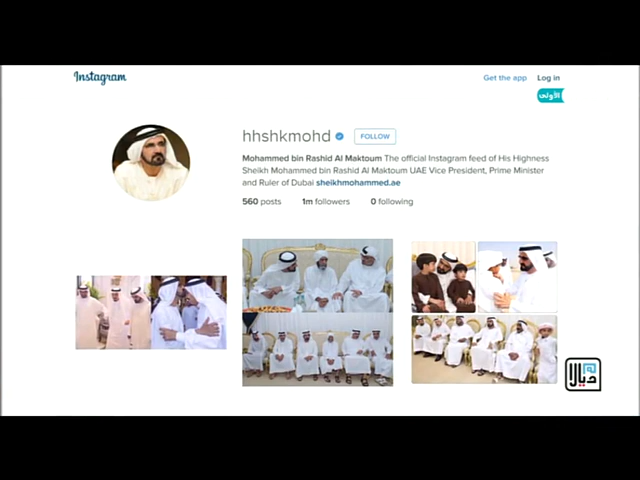 Instagram
Get the app Log in
الأولى
hhshkmohd FOLLOW
Mohammed bin Rashid Al Maktoum The official Instagram feed of His Highness
Sheikh Mohammed bin Rashid Al Maktoum UAE Vice President, Prime Minister
and Ruler of Dubai sheikhmohammed.ae
560 posts 1m followers 0 following
ديالا